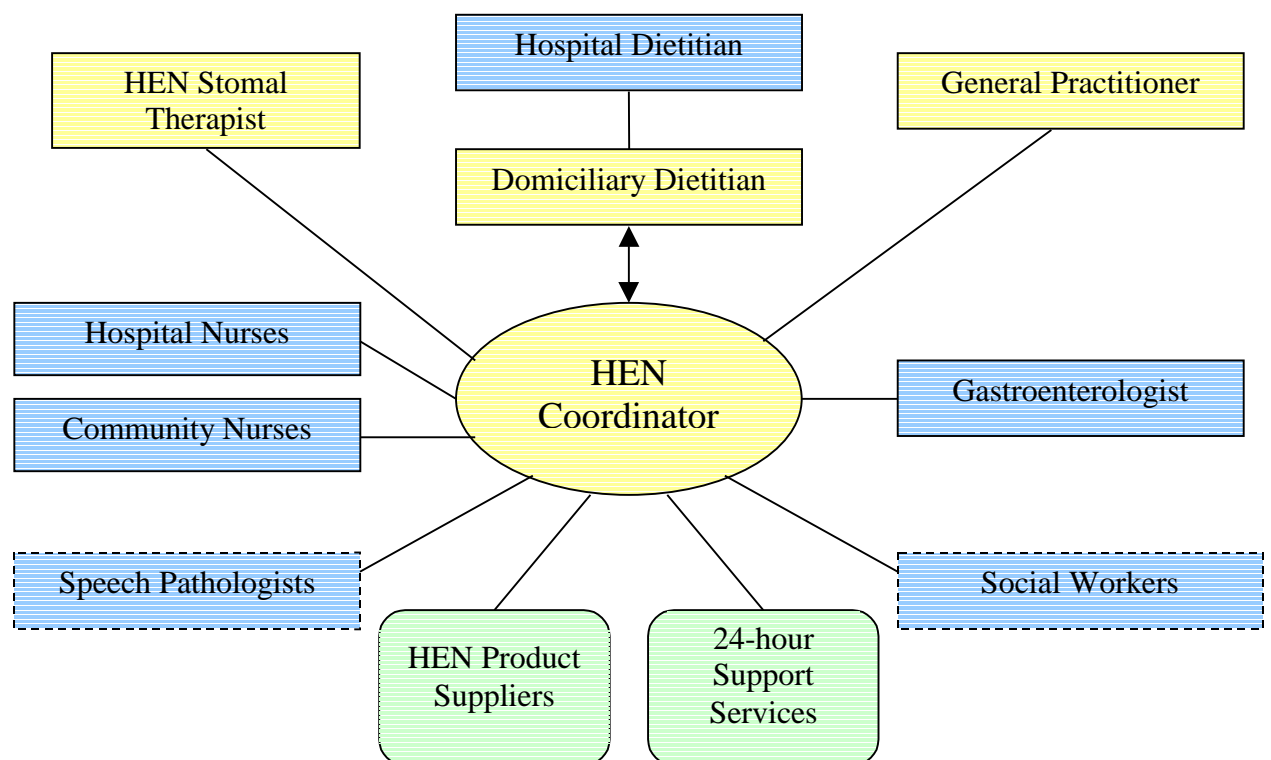 Hospital Dietitian
HEN Stomal
Therapist
General Practitioner
Domiciliary Dietitian
Hospital Nurses
HEN
Coordinator
Gastroenterologist
Community Nurses
Speech Pathologists
Social Workers
HEN Product
Suppliers
24-hour
Support
Services